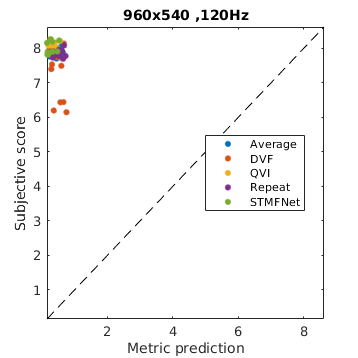 960x540 ,120Hz
Subjective score
8
7
6
5
4
3
2
1
Average
DVF
QVI
Repeat
STMFNet
2 4 6 8
Metric prediction